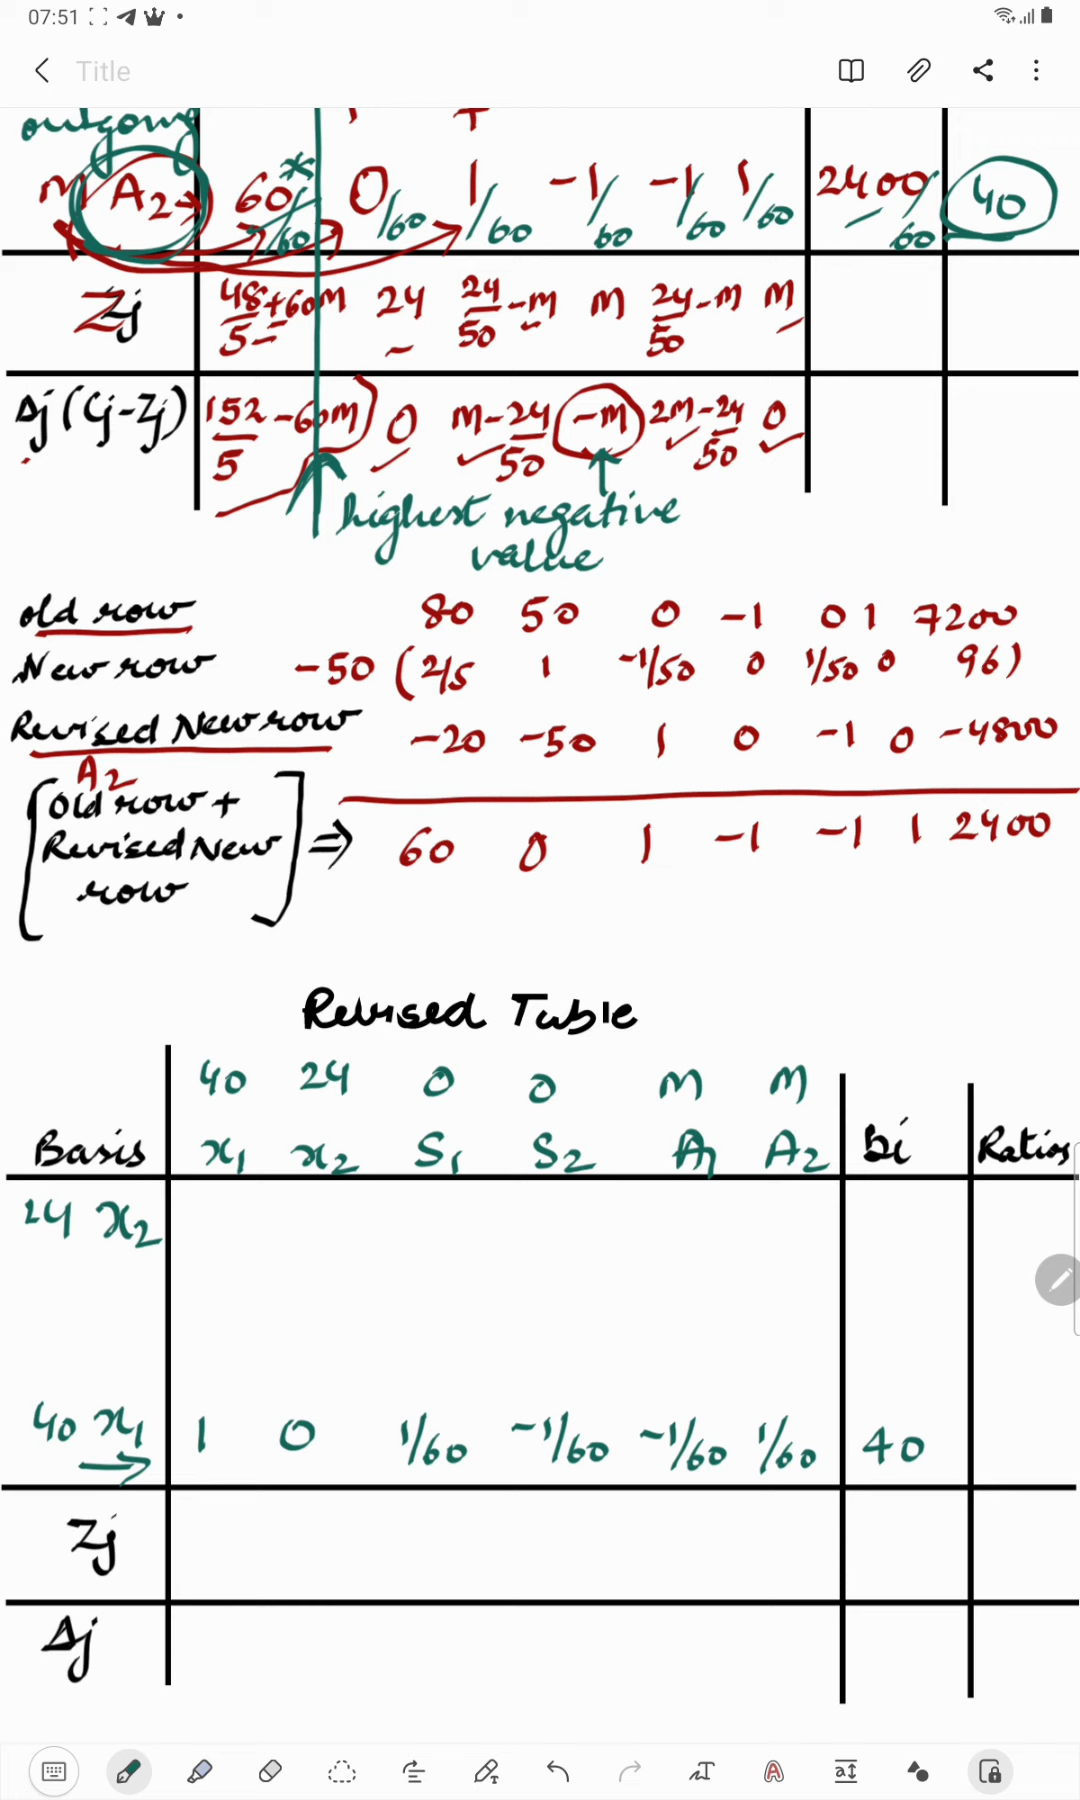 07:51
Title
outgoing
M A2 → 60/60 * 0/60 1/60 -1/60 -1/60 1/60 2400/60 40
Zj 48/5+60M 24 24/50-M M 24/50-M M
Δj(Cj-Zj) 152/5-60M 0 M-24/50 -M 2M-24/50 0
highest negative
value
old row 80 50 0 -1 0 1 7200
New row -50 (2/5 1 -1/50 0 1/50 0 96)
Revised New row -20 -50 1 0 -1 0 -4800
A2
[Old row +
Revised New
row] ⇒ 60 0 1 -1 -1 1 2400
Revised Table
40 24 0 0 M M
Basis x1 x2 S1 S2 A1 A2 bi Ratios
24 x2
40 x1 1 0 1/60 -1/60 -1/60 1/60 40
Zj
Δj